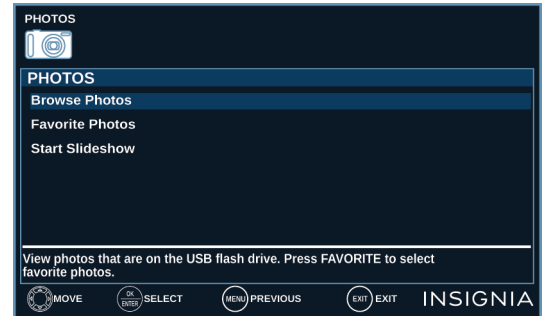 PHOTOS
PHOTOS
Browse Photos
Favorite Photos
Start Slideshow
View photos that are on the USB flash drive. Press FAVORITE to select
favorite photos.
MOVE OK ENTER SELECT MENU PREVIOUS EXIT EXIT INSIGNIA